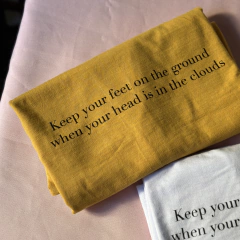 Keep your feet on the ground
when your head is in the clouds
Keep your
when your